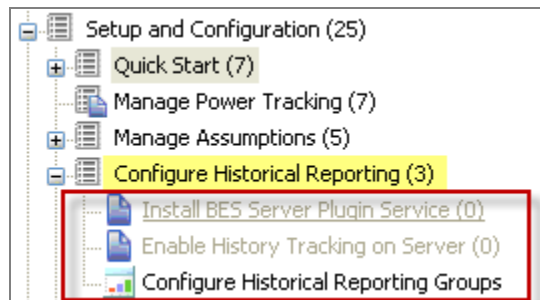 Setup and Configuration (25)
Quick Start (7)
Manage Power Tracking (7)
Manage Assumptions (5)
Configure Historical Reporting (3)
Install BES Server Plugin Service (0)
Enable History Tracking on Server (0)
Configure Historical Reporting Groups